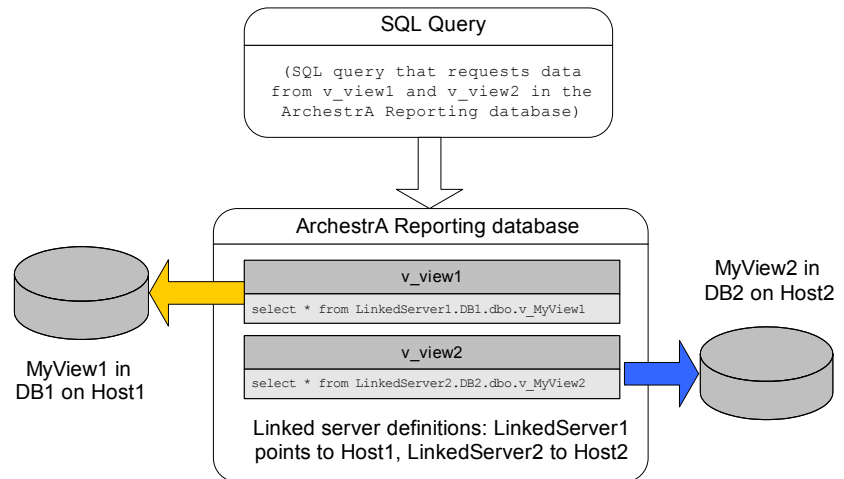 SQL Query
(SQL query that requests data
from v_view1 and v_view2 in the
ArchestrA Reporting database)
ArchestrA Reporting database
v_view1
select * from LinkedServer1.DB1.dbo.v_MyView1
v_view2
select * from LinkedServer2.DB2.dbo.v_MyView2
Linked server definitions: LinkedServer1
points to Host1, LinkedServer2 to Host2
MyView1 in
DB1 on Host1
MyView2 in
DB2 on Host2